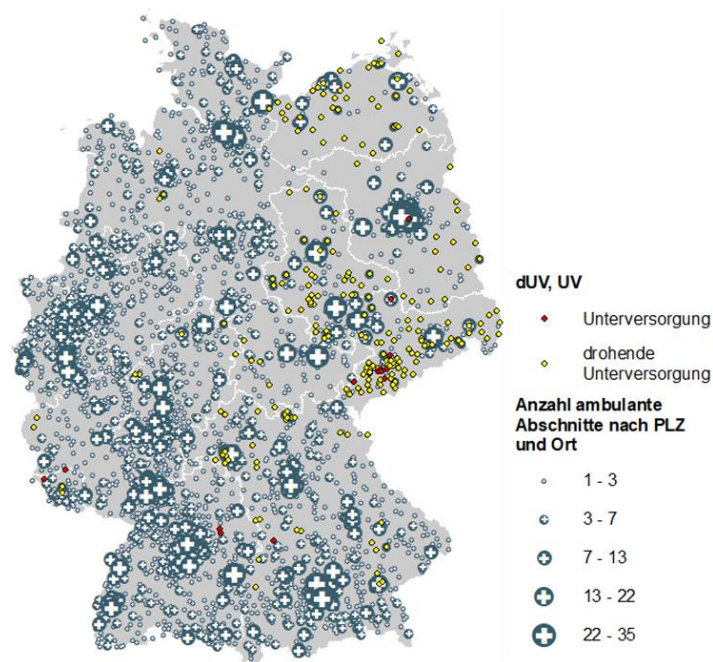 dUV, UV
Unterversorgung
drohende
Unterversorgung
Anzahl ambulante
Abschnitte nach PLZ
und Ort
1 - 3
3 - 7
7 - 13
13 - 22
22 - 35